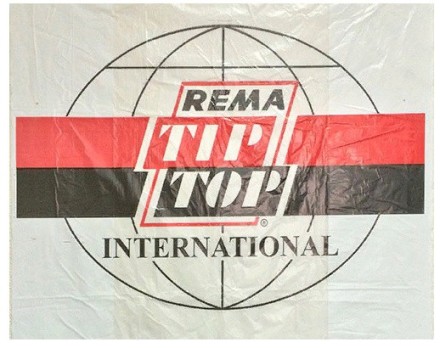 REMA
TIP
TOP
®
INTERNATIONAL